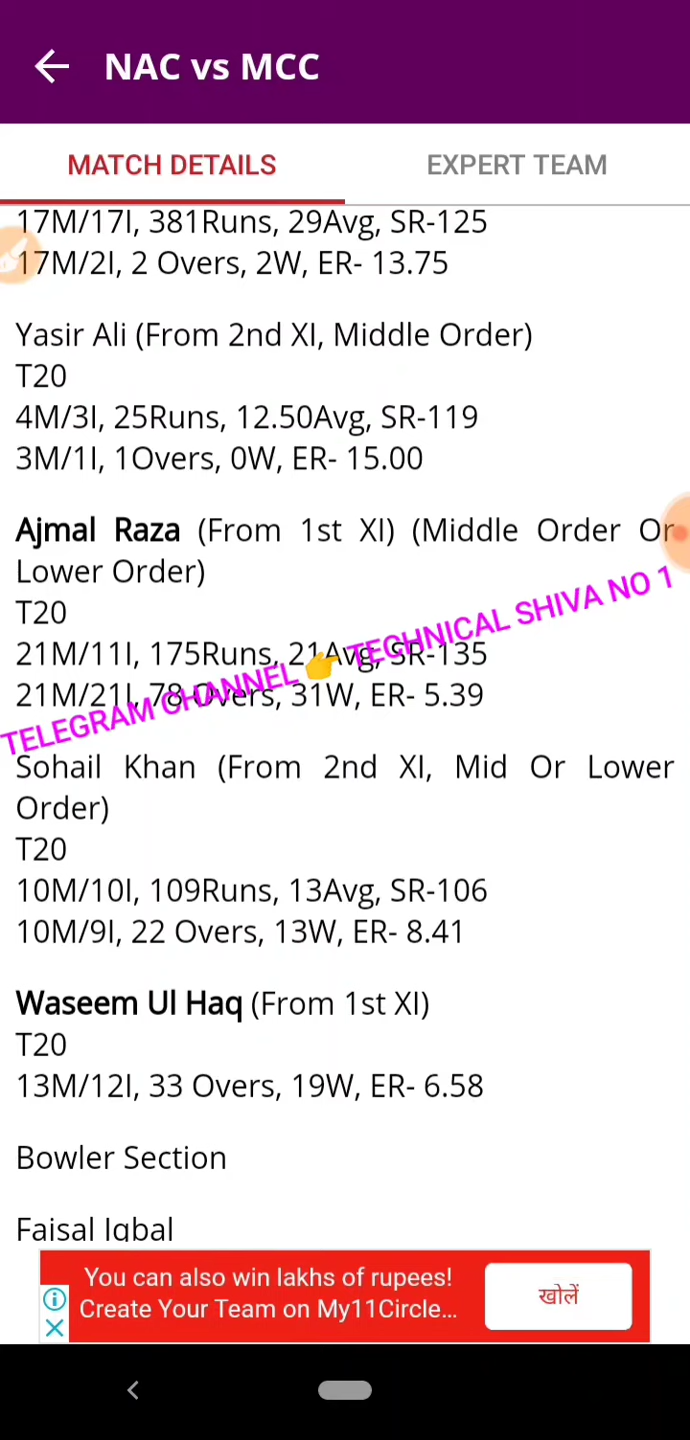 NAC vs MCC
MATCH DETAILS
EXPERT TEAM
17M/17I, 381Runs, 29Avg, SR-125
17M/2I, 2 Overs, 2W, ER- 13.75
Yasir Ali (From 2nd XI, Middle Order)
T20
4M/3I, 25Runs, 12.50Avg, SR-119
3M/1I, 1Overs, 0W, ER- 15.00
Ajmal Raza (From 1st XI) (Middle Order Or
Lower Order)
T20
21M/11I, 175Runs, 21Avg, SR-135
21M/21I, 78 Overs, 31W, ER- 5.39
TELEGRAM CHANNEL 👉 TECHNICAL SHIVA NO 1
Sohail Khan (From 2nd XI, Mid Or Lower
Order)
T20
10M/10I, 109Runs, 13Avg, SR-106
10M/9I, 22 Overs, 13W, ER- 8.41
Waseem Ul Haq (From 1st XI)
T20
13M/12I, 33 Overs, 19W, ER- 6.58
Bowler Section
Faisal Iqbal
You can also win lakhs of rupees!
Create Your Team on My11Circle...
खोलें